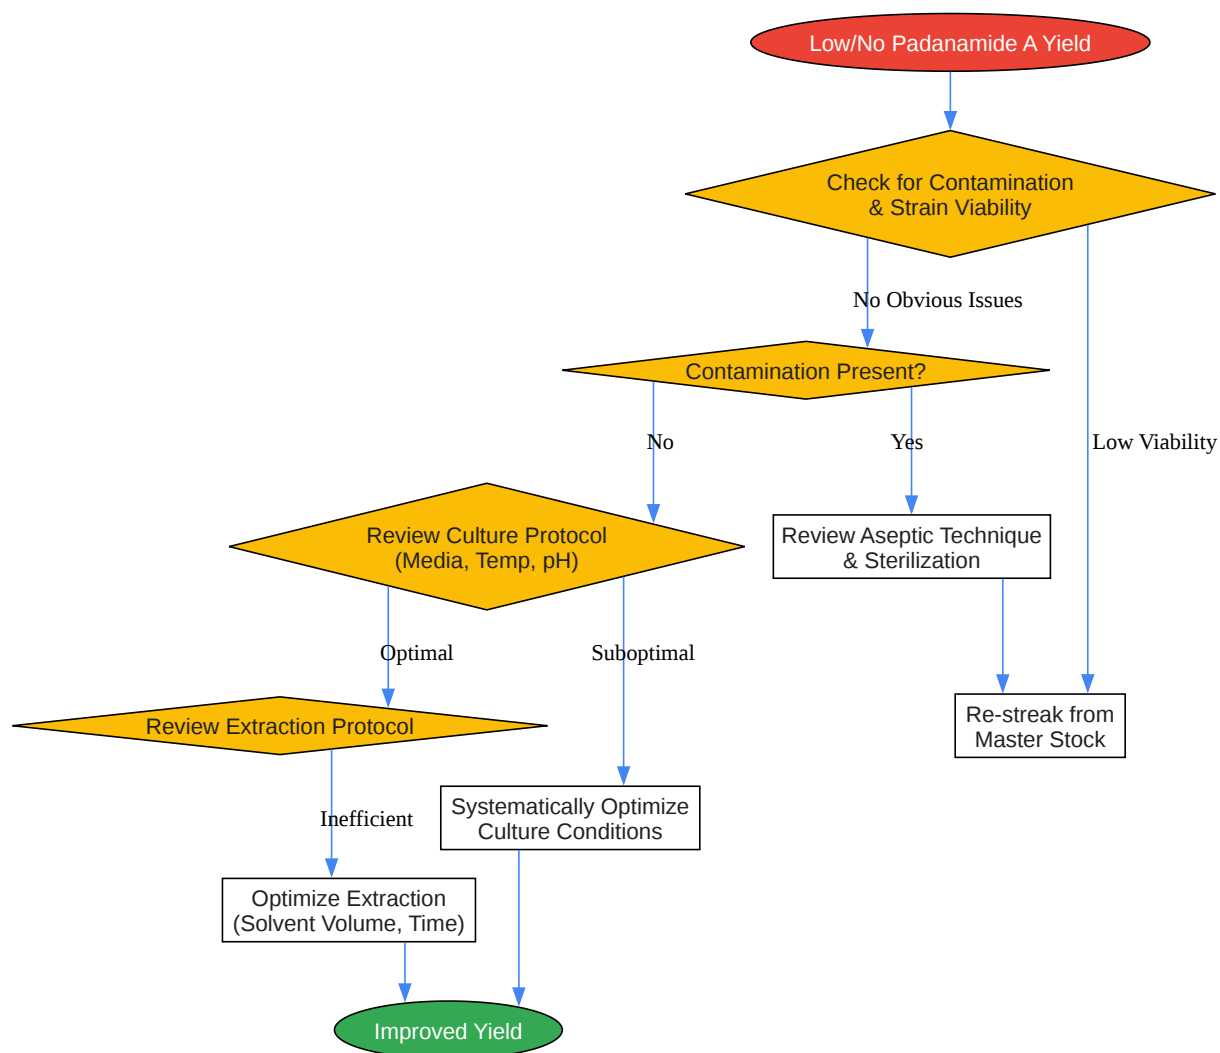 Low/No Padanamide A Yield
Check for Contamination
& Strain Viability
No Obvious Issues
Contamination Present?
No
Yes
Low Viability
Review Culture Protocol
(Media, Temp, pH)
Review Aseptic Technique
& Sterilization
Optimal
Suboptimal
Review Extraction Protocol
Re-streak from
Master Stock
Inefficient
Systematically Optimize
Culture Conditions
Optimize Extraction
(Solvent Volume, Time)
Improved Yield